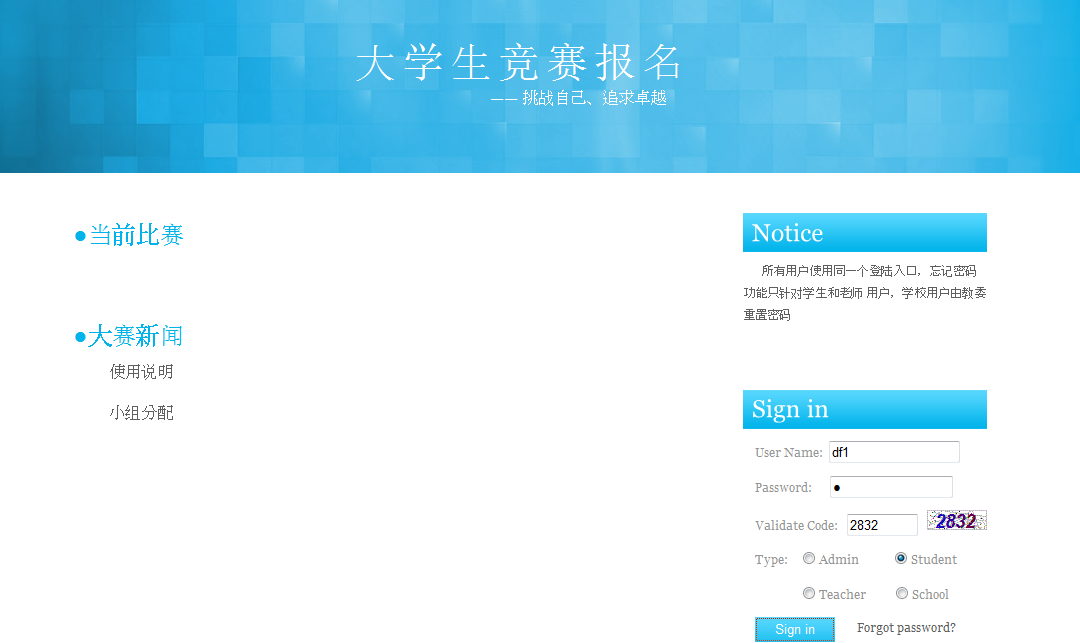 大学生竞赛报名
—— 挑战自己、追求卓越
●当前比赛
●大赛新闻
使用说明
小组分配
Notice
所有用户使用同一个登陆入口，忘记密码
功能只针对学生和老师 用户，学校用户由教委
重置密码
Sign in
User Name: df1
Password: ●
Validate Code: 2832 2832
Type: Admin Student
Teacher School
Sign in Forgot password?